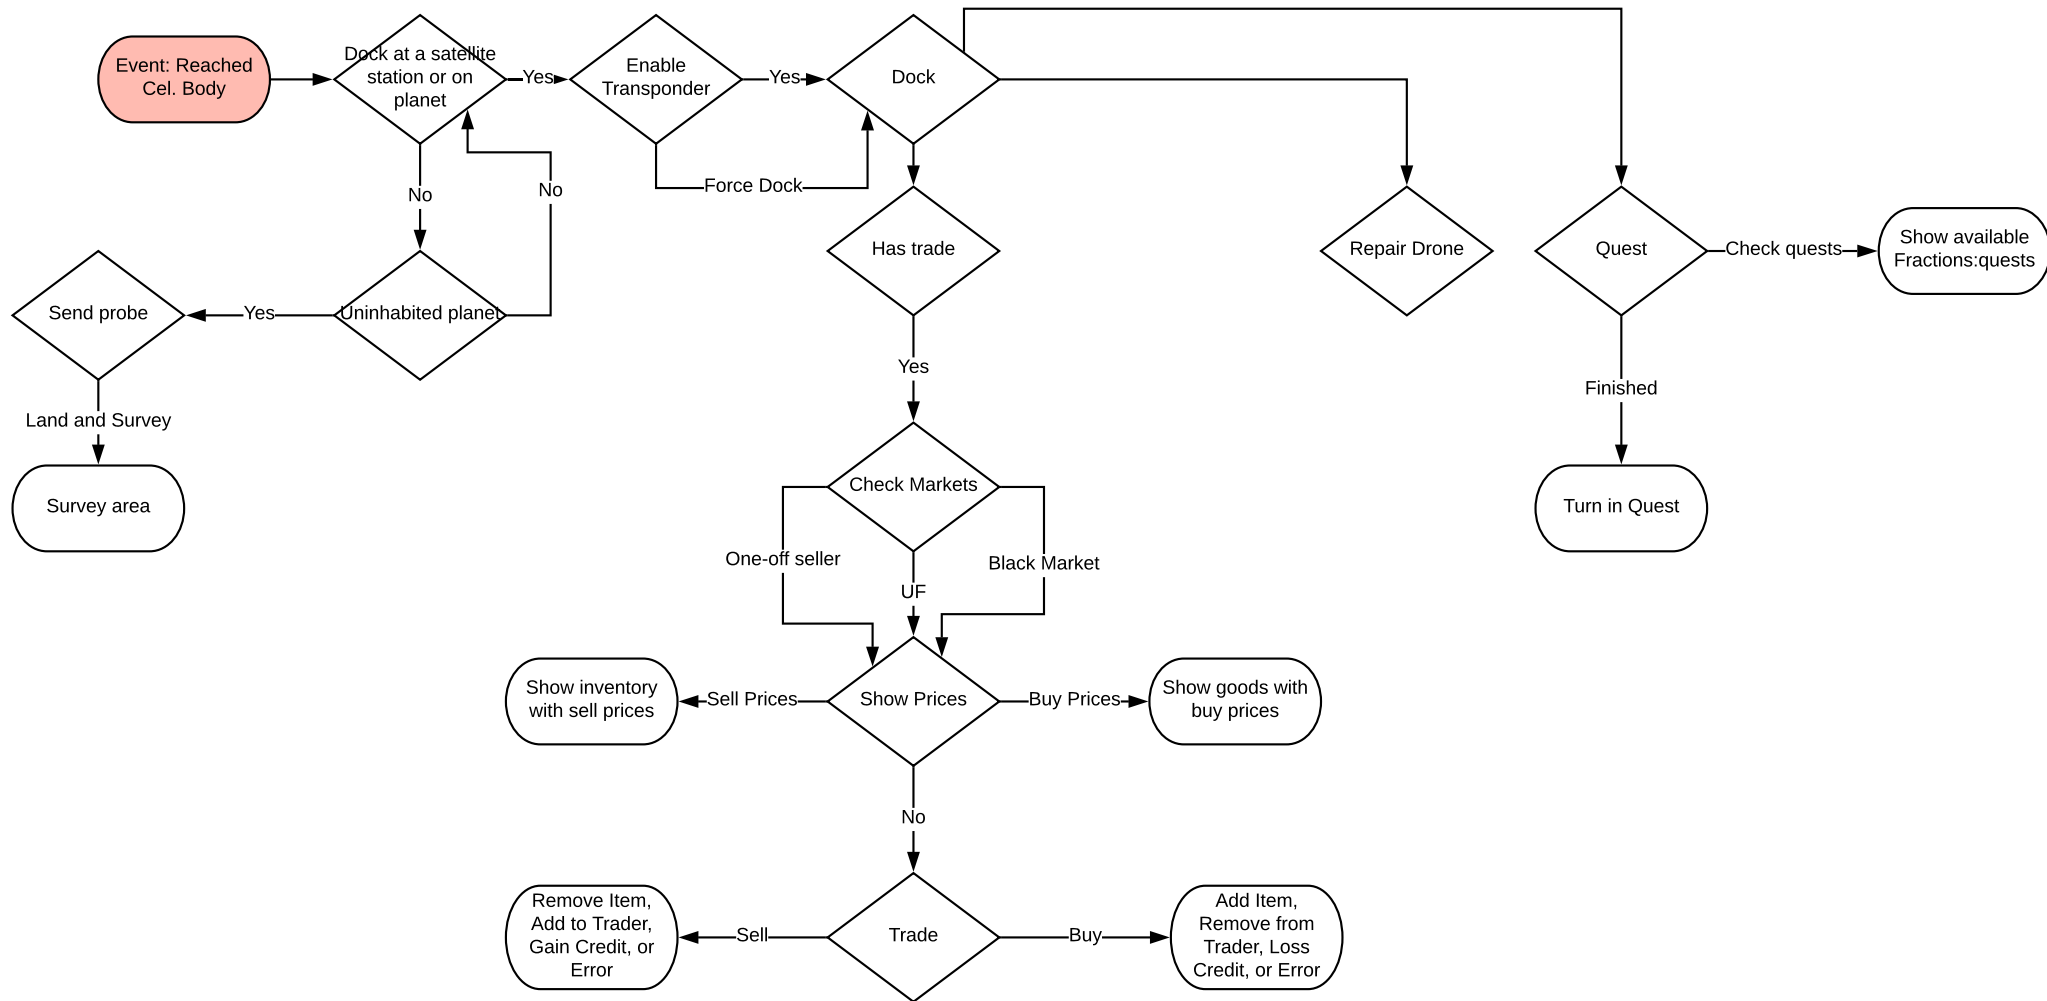 Event: Reached
Cel. Body
Dock at a satellite
station or on
planet
Yes
Enable
Transponder
Yes
Dock
Force Dock
No
No
Has trade
Repair Drone
Quest
Check quests
Show available
Fractions:quests
Send probe
Yes
Uninhabited planet
Yes
Finished
Land and Survey
Survey area
Check Markets
Turn in Quest
One-off seller
UF
Black Market
Show inventory
with sell prices
Sell Prices
Show Prices
Buy Prices
Show goods with
buy prices
No
Remove Item,
Add to Trader,
Gain Credit, or
Error
Sell
Trade
Buy
Add Item,
Remove from
Trader, Loss
Credit, or Error